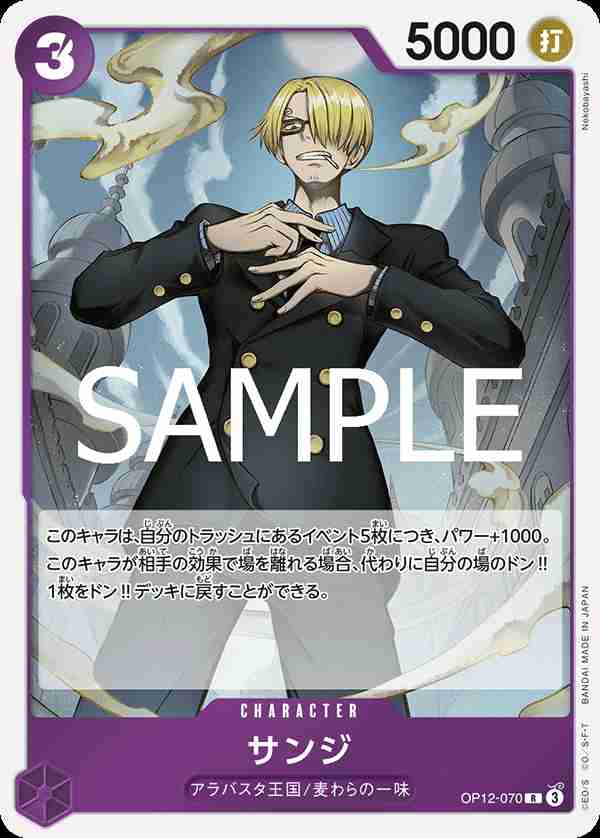 3
5000 打
Nekobayashi
SAMPLE
このキャラは、自分のトラッシュにあるイベント5枚につき、パワー+1000。
このキャラが相手の効果で場を離れる場合、代わりに自分の場のドン!!
1枚をドン!!デッキに戻すことができる。
CHARACTER
サンジ
アラバスタ王国/麦わらの一味
OP12-070 R 3
©E.O/S ©O./S·F·T BANDAI MADE IN JAPAN